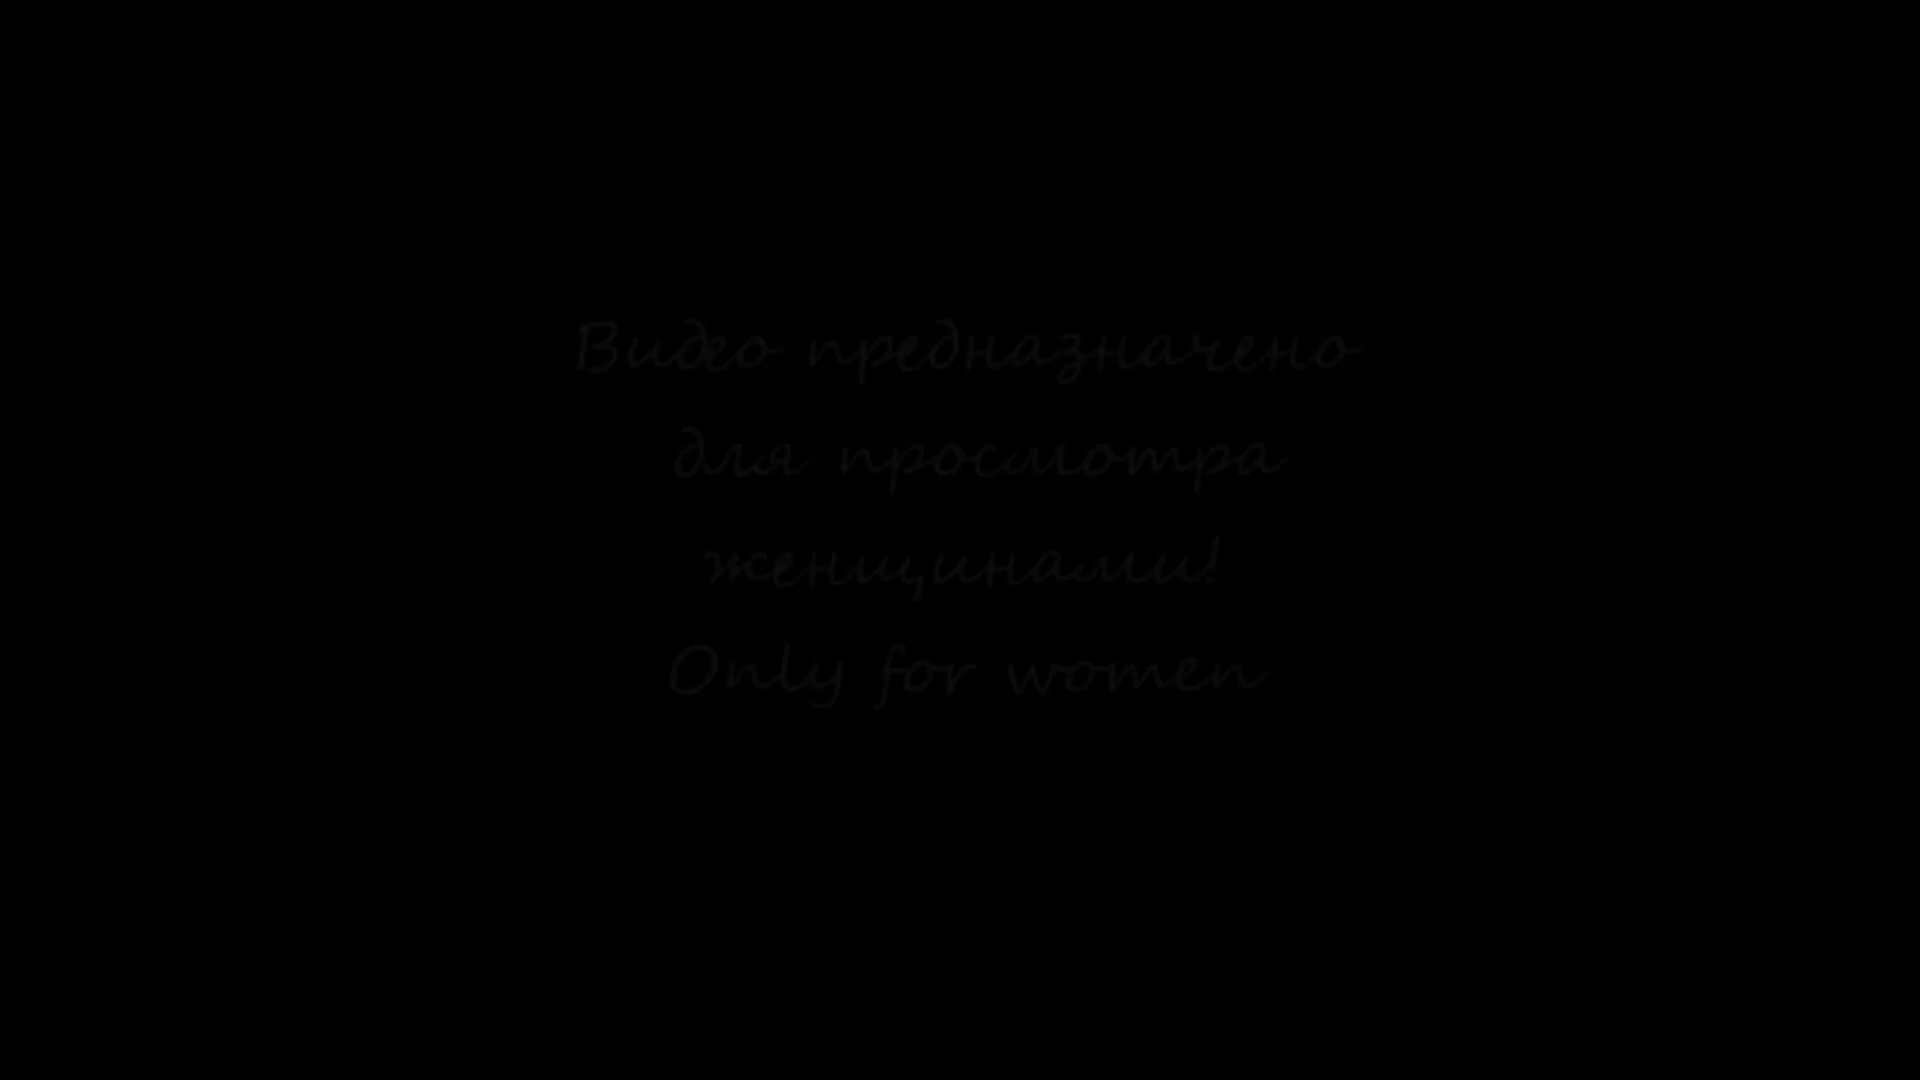 Видео предназначено
для просмотра
женщинами!
Only for women